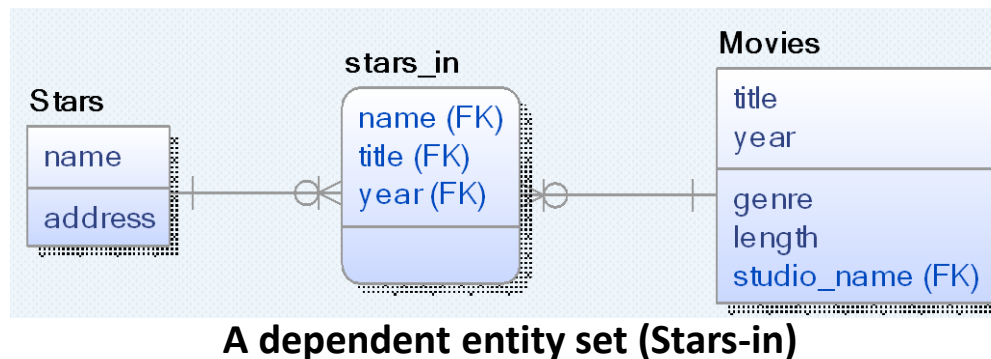 Stars
name
address
stars_in
name (FK)
title (FK)
year (FK)
Movies
title
year
genre
length
studio_name (FK)
A dependent entity set (Stars-in)